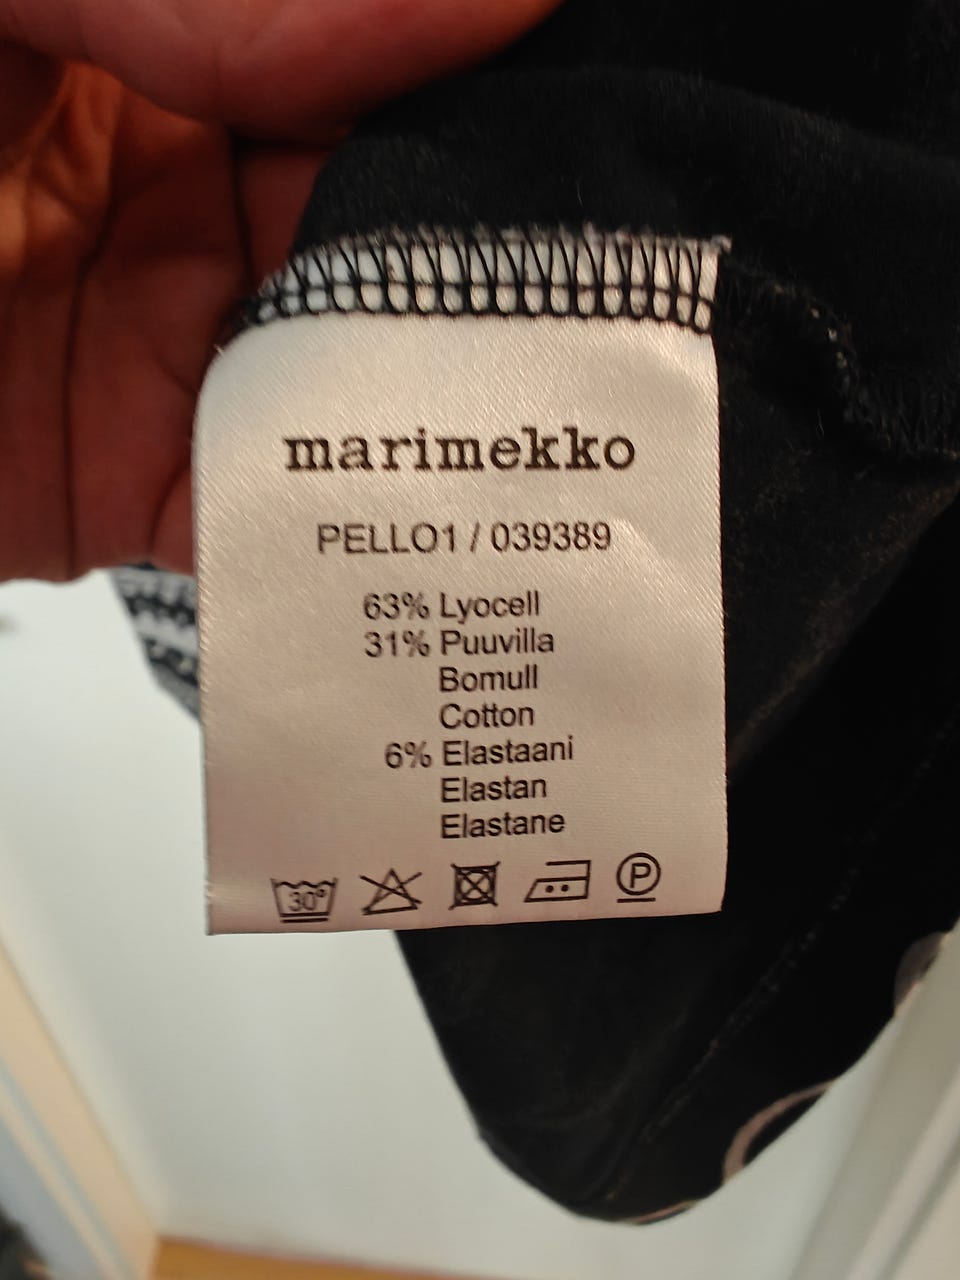 marimekko
PELLO1 / 039389
63% Lyocell
31% Puuvilla
Bomull
Cotton
6% Elastaani
Elastan
Elastane
30° P